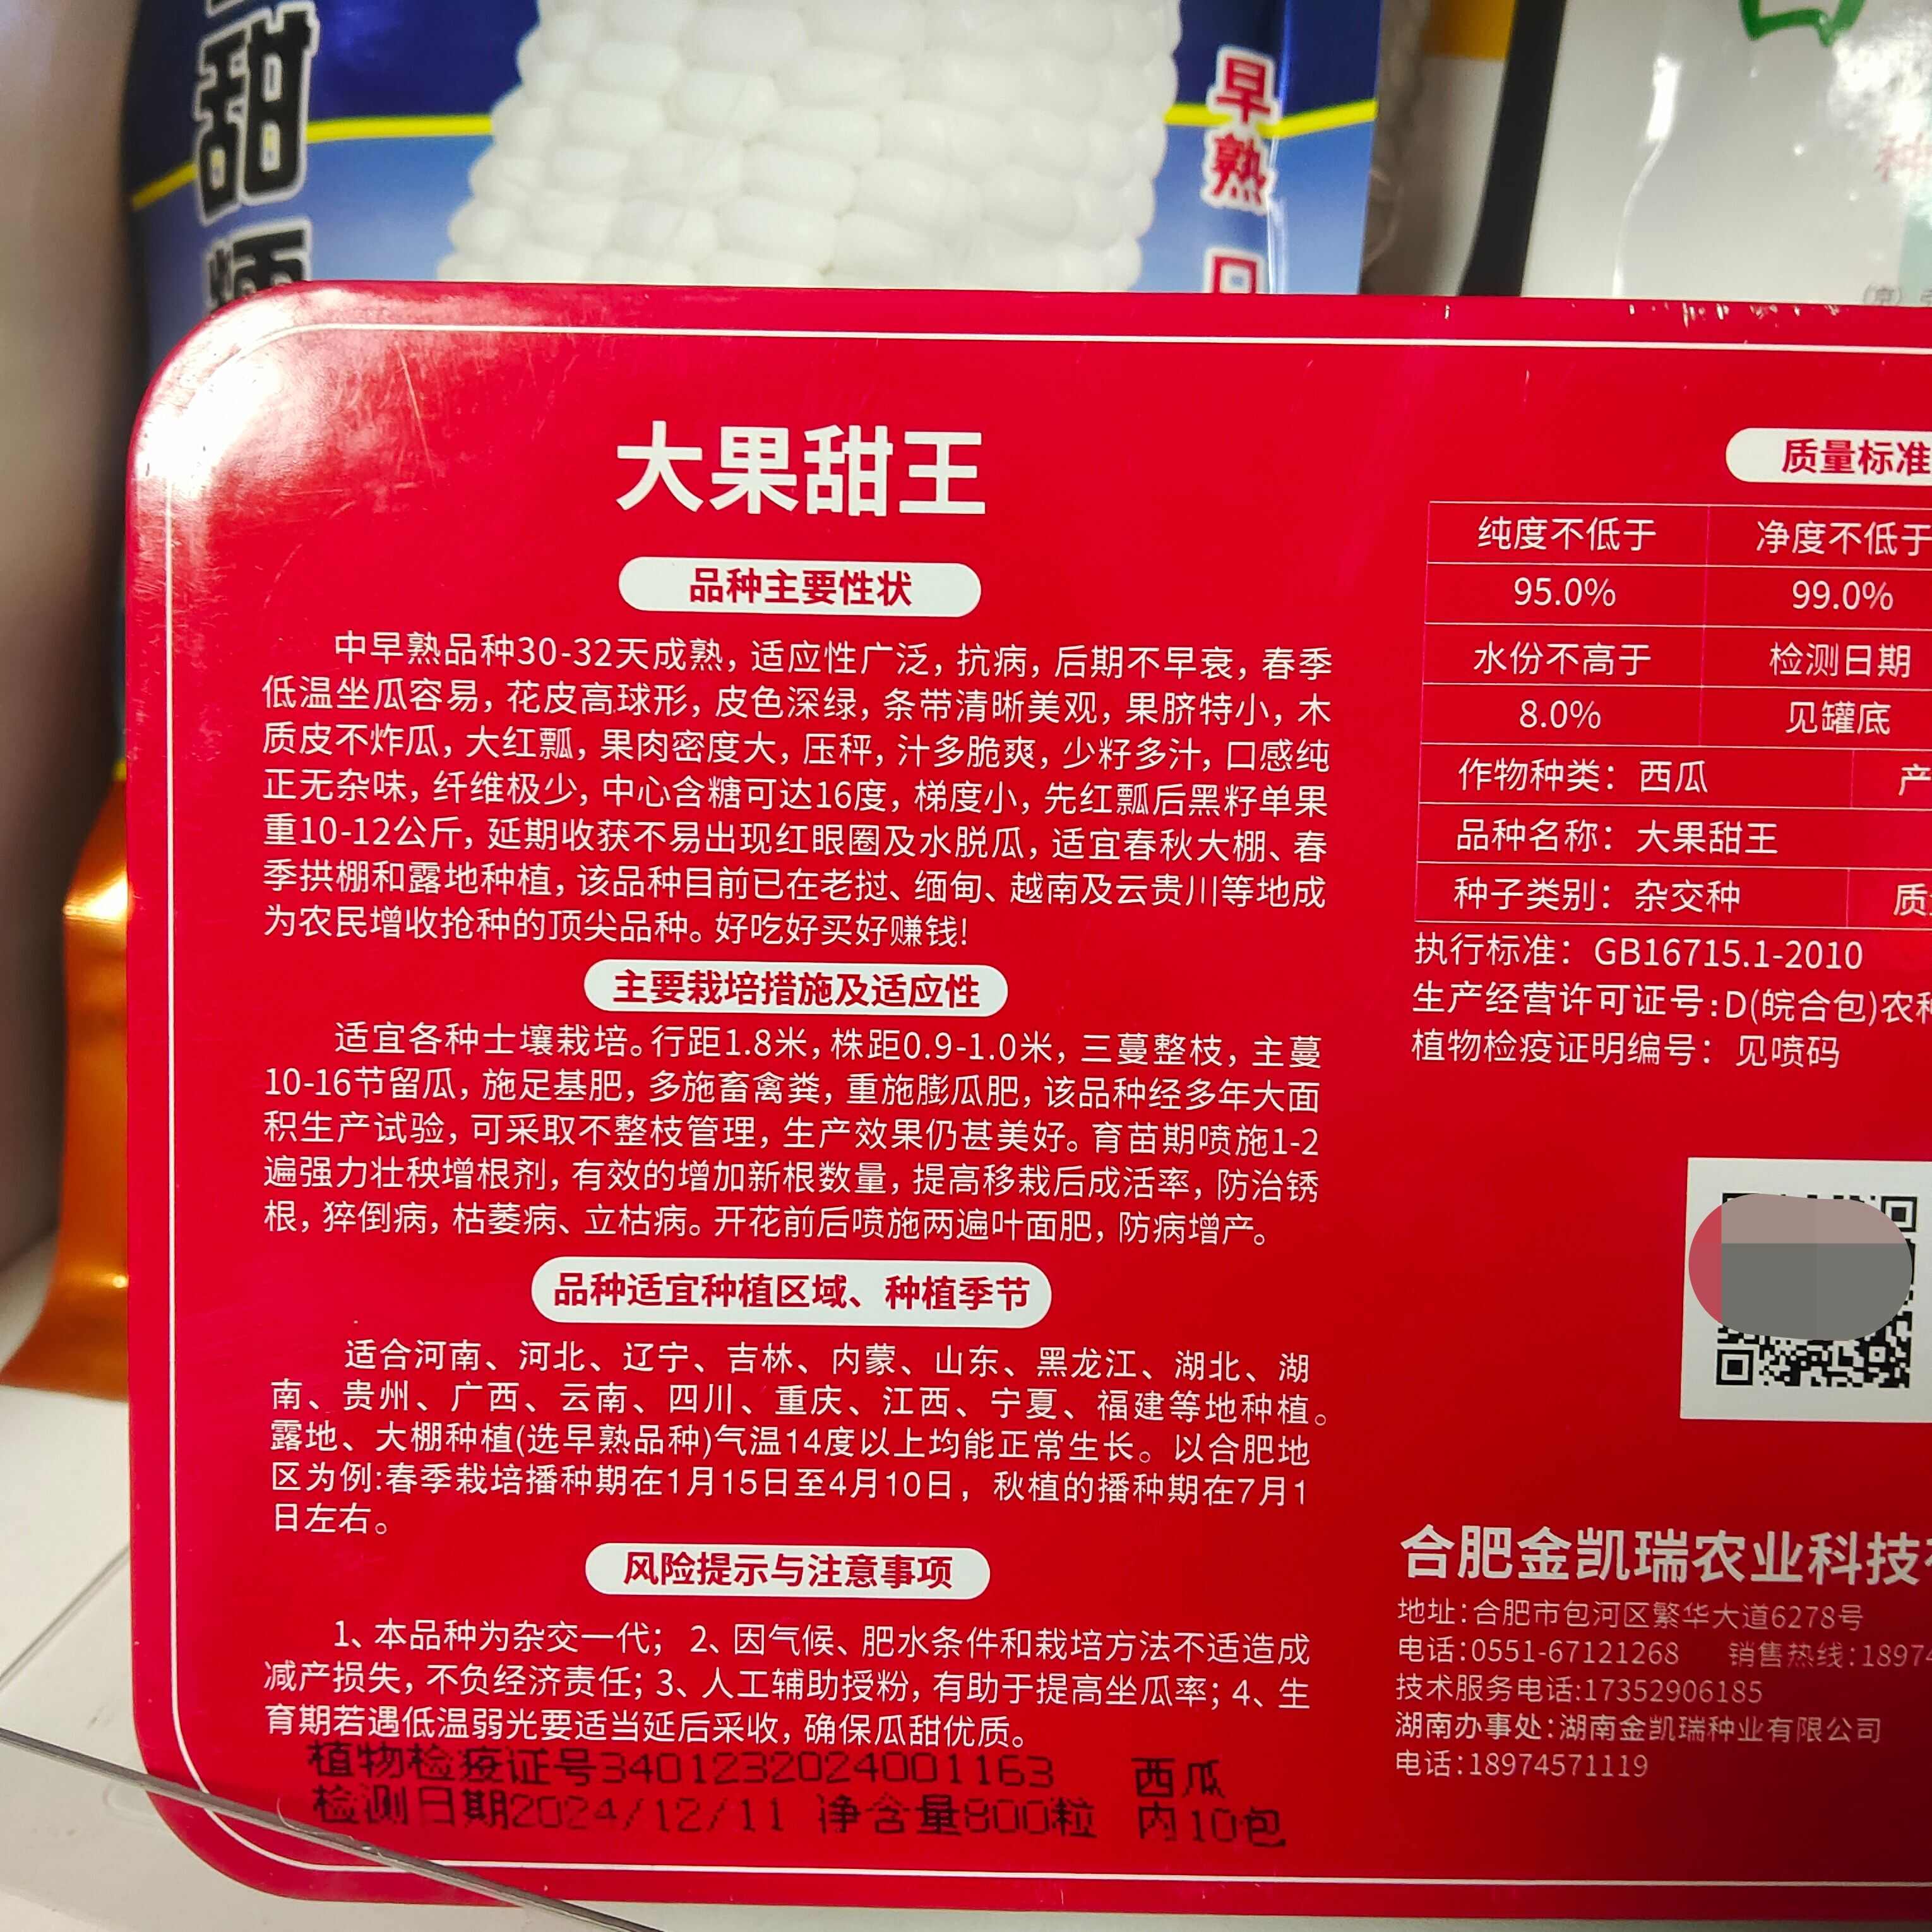 甜
早熟
大果甜王
品种主要性状
中早熟品种30-32天成熟，适应性广泛，抗病，后期不早衰，春季
低温坐瓜容易，花皮高球形，皮色深绿，条带清晰美观，果脐特小，木
质皮不炸瓜，大红瓤，果肉密度大，压秤，汁多脆爽，少籽多汁，口感纯
正无杂味，纤维极少，中心含糖可达16度，梯度小，先红瓤后黑籽单果
重10-12公斤，延期收获不易出现红眼圈及水脱瓜，适宜春秋大棚、春
季拱棚和露地种植，该品种目前已在老挝、缅甸、越南及云贵川等地成
为农民增收抢种的顶尖品种。好吃好买好赚钱！
主要栽培措施及适应性
适宜各种士壤栽培。行距1.8米，株距0.9-1.0米，三蔓整枝，主蔓
10-16节留瓜，施足基肥，多施畜禽粪，重施膨瓜肥，该品种经多年大面
积生产试验，可采取不整枝管理，生产效果仍甚美好。育苗期喷施1-2
遍强力壮秧增根剂，有效的增加新根数量，提高移栽后成活率，防治锈
根，猝倒病，枯萎病、立枯病。开花前后喷施两遍叶面肥，防病增产。
品种适宜种植区域、种植季节
适合河南、河北、辽宁、吉林、内蒙、山东、黑龙江、湖北、湖
南、贵州、广西、云南、四川、重庆、江西、宁夏、福建等地种植。
露地、大棚种植(选早熟品种)气温14度以上均能正常生长。以合肥地
区为例:春季栽培播种期在1月15日至4月10日，秋植的播种期在7月1
日左右。
风险提示与注意事项
1、本品种为杂交一代；2、因气候、肥水条件和栽培方法不适造成
减产损失，不负经济责任；3、人工辅助授粉，有助于提高坐瓜率；4、生
育期若遇低温弱光要适当延后采收，确保瓜甜优质。
植物检疫证号3401232024001163 西瓜
检测日期2024/12/11 净含量800粒 内10包
质量标准
纯度不低于 净度不低于
95.0% 99.0%
水份不高于 检测日期
8.0% 见罐底
作物种类：西瓜 产
品种名称：大果甜王
种子类别：杂交种 质
执行标准：GB16715.1-2010
生产经营许可证号:D(皖合包)农种
植物检疫证明编号：见喷码
合肥金凯瑞农业科技
地址:合肥市包河区繁华大道6278号
电话:0551-67121268 销售热线:18974
技术服务电话:17352906185
湖南办事处:湖南金凯瑞种业有限公司
电话:18974571119